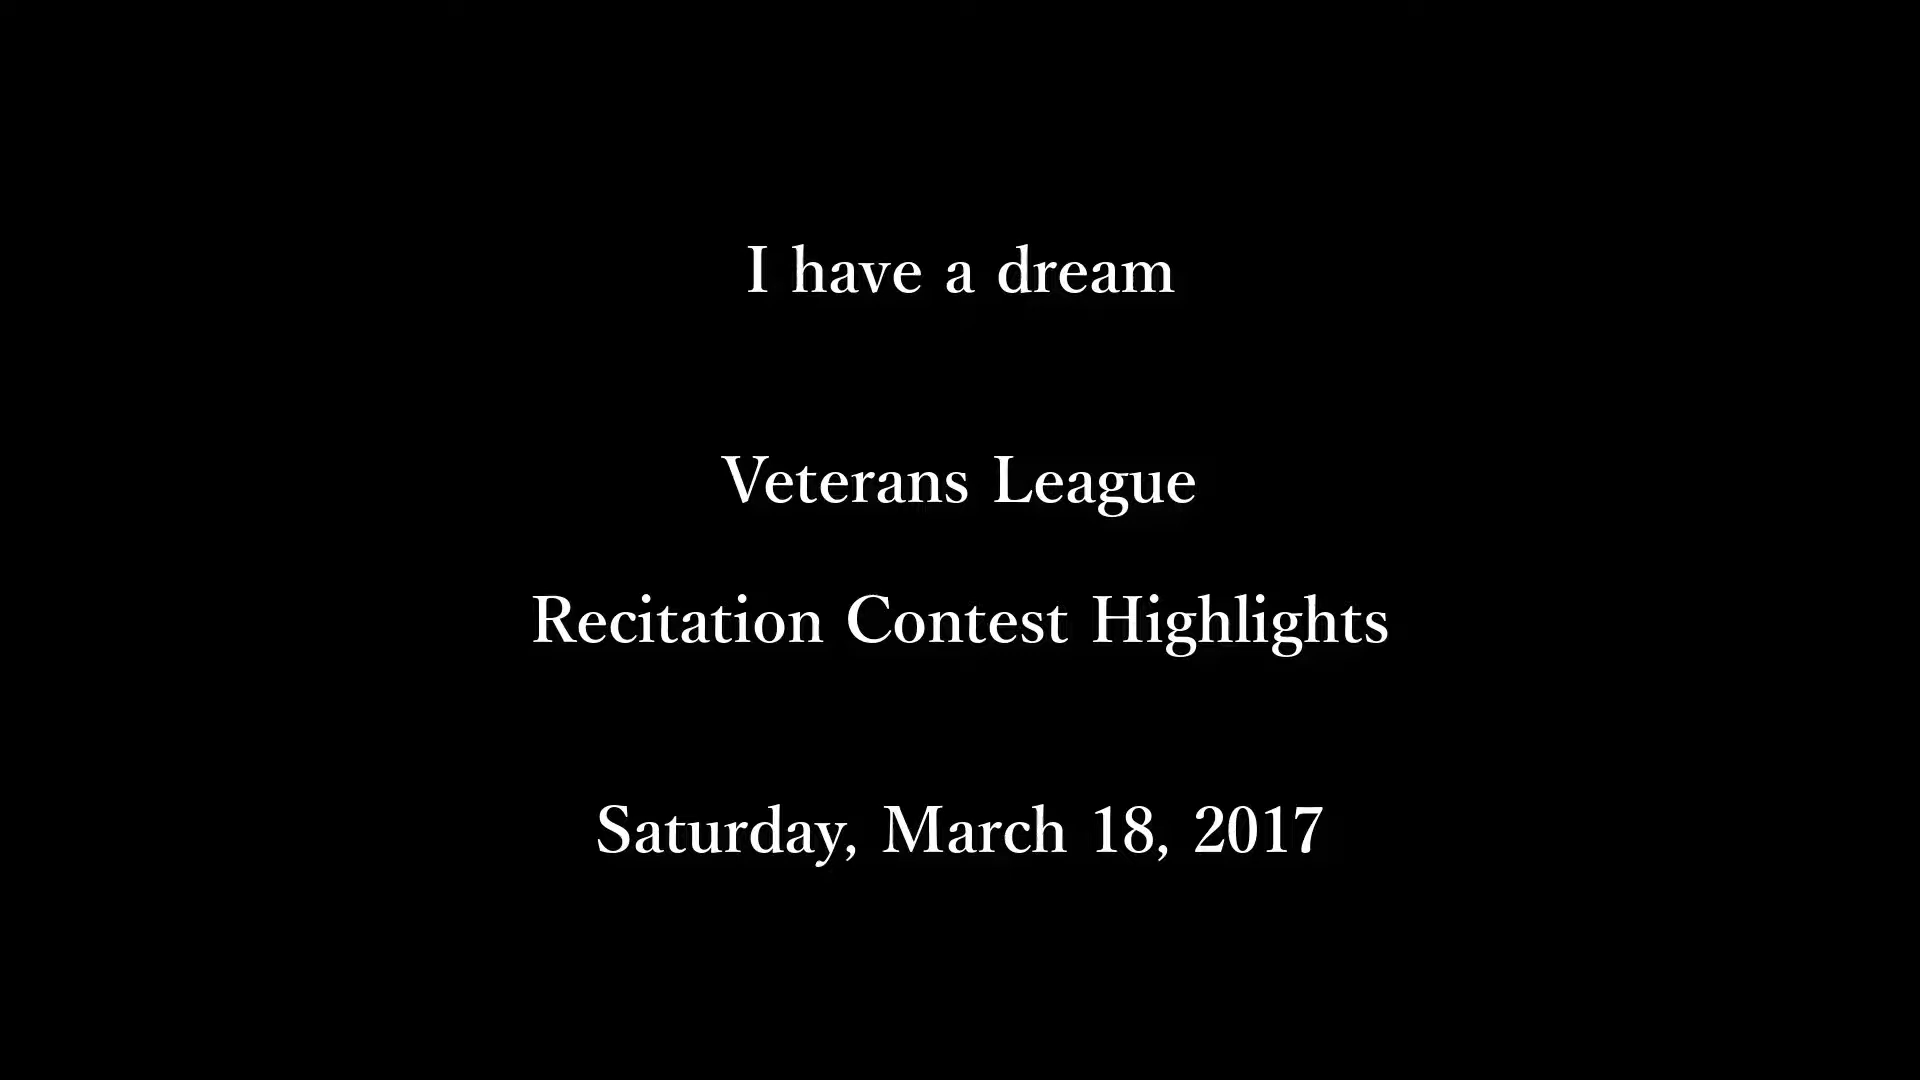 I have a dream
Veterans League
Recitation Contest Highlights
Saturday, March 18, 2017